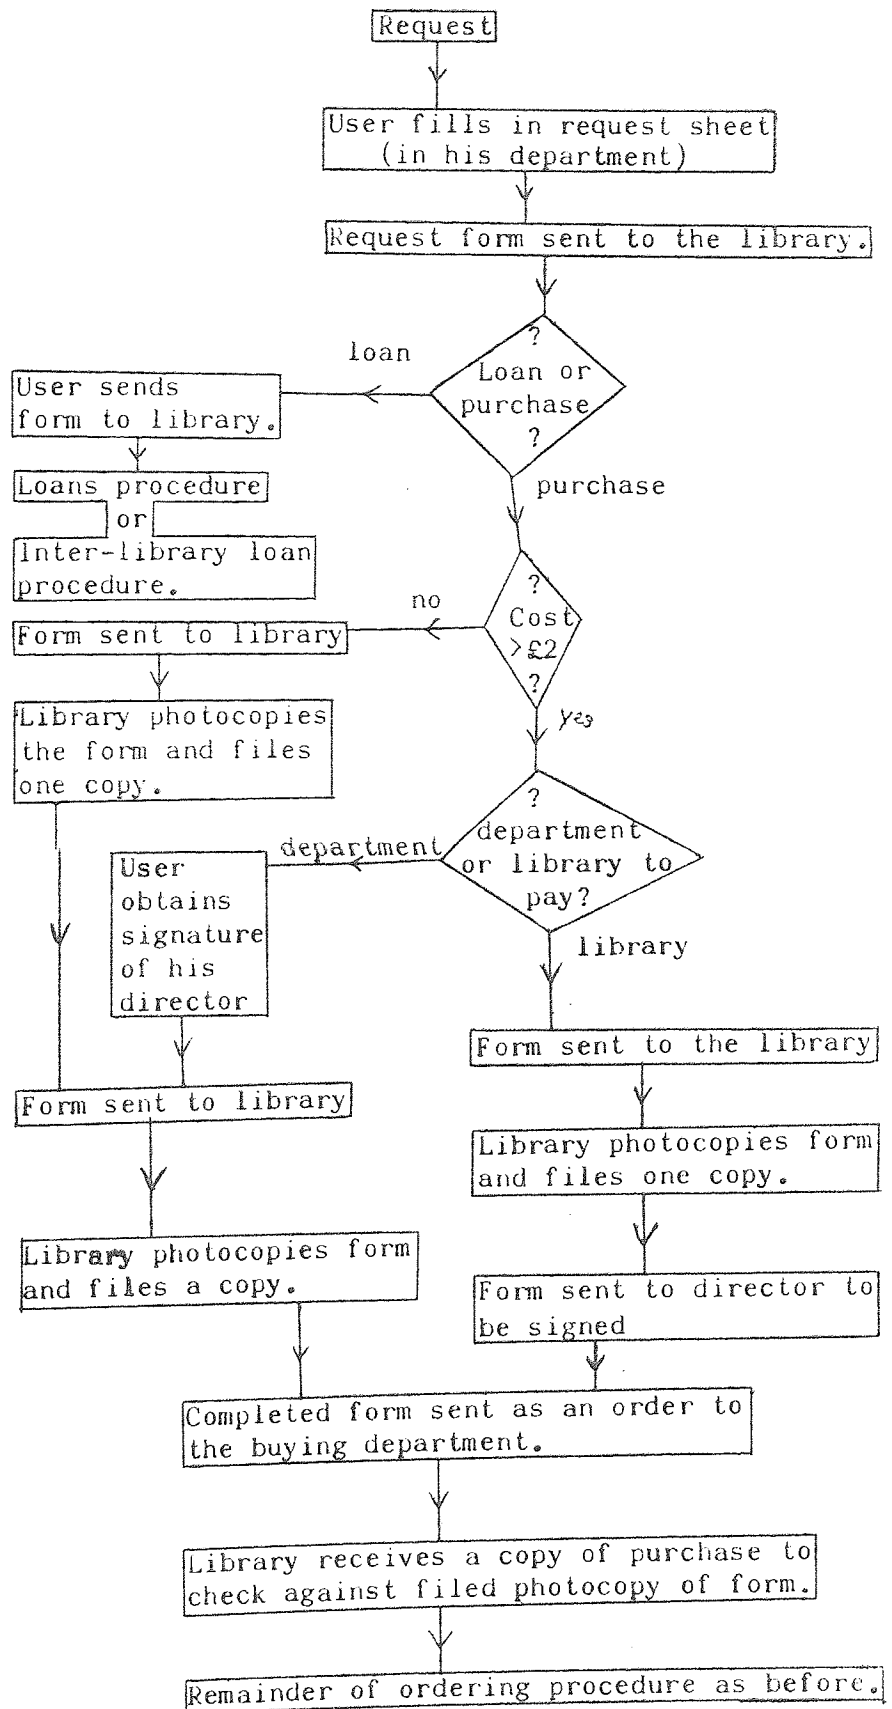 Request
User fills in request sheet
(in his department)
Request form sent to the library.
?
Loan or
purchase
?
loan
User sends
form to library.
Loans procedure
or
Inter-library loan
procedure.
purchase
?
Cost
>£2
?
no
Form sent to library
Library photocopies
the form and files
one copy.
yes
?
department
or library to
pay?
department
User
obtains
signature
of his
director
library
Form sent to the library
Form sent to library
Library photocopies form
and files one copy.
Library photocopies form
and files a copy.
Form sent to director to
be signed
Completed form sent as an order to
the buying department.
Library receives a copy of purchase to
check against filed photocopy of form.
Remainder of ordering procedure as before.